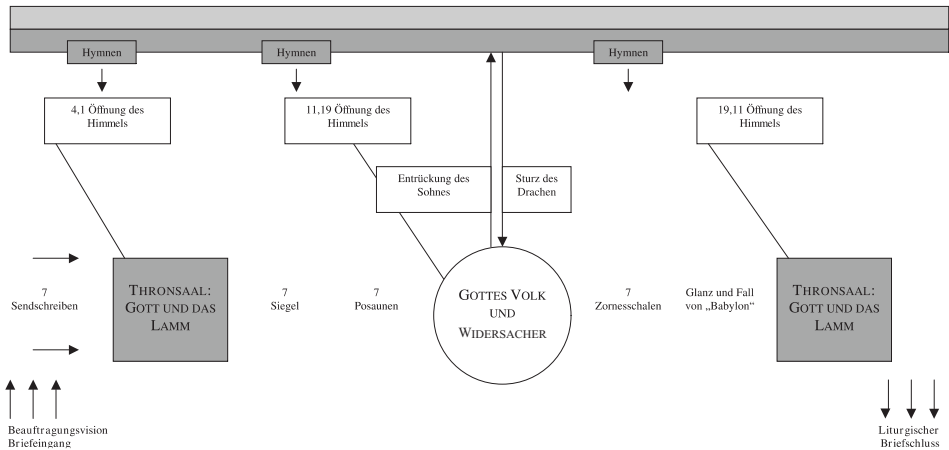 Hymnen
Hymnen
Hymnen
4,1 Öffnung des
Himmels
11,19 Öffnung des
Himmels
19,11 Öffnung des
Himmels
Entrückung des
Sohnes
Sturz des
Drachen
7
Sendschreiben
THRONSAAL:
GOTT UND DAS
LAMM
7
Siegel
7
Posaunen
GOTTES VOLK
UND
WIDERSACHER
7
Zornesschalen
Glanz und Fall
von „Babylon“
THRONSAAL:
GOTT UND DAS
LAMM
Beauftragungsvision
Briefeingang
Liturgischer
Briefschluss